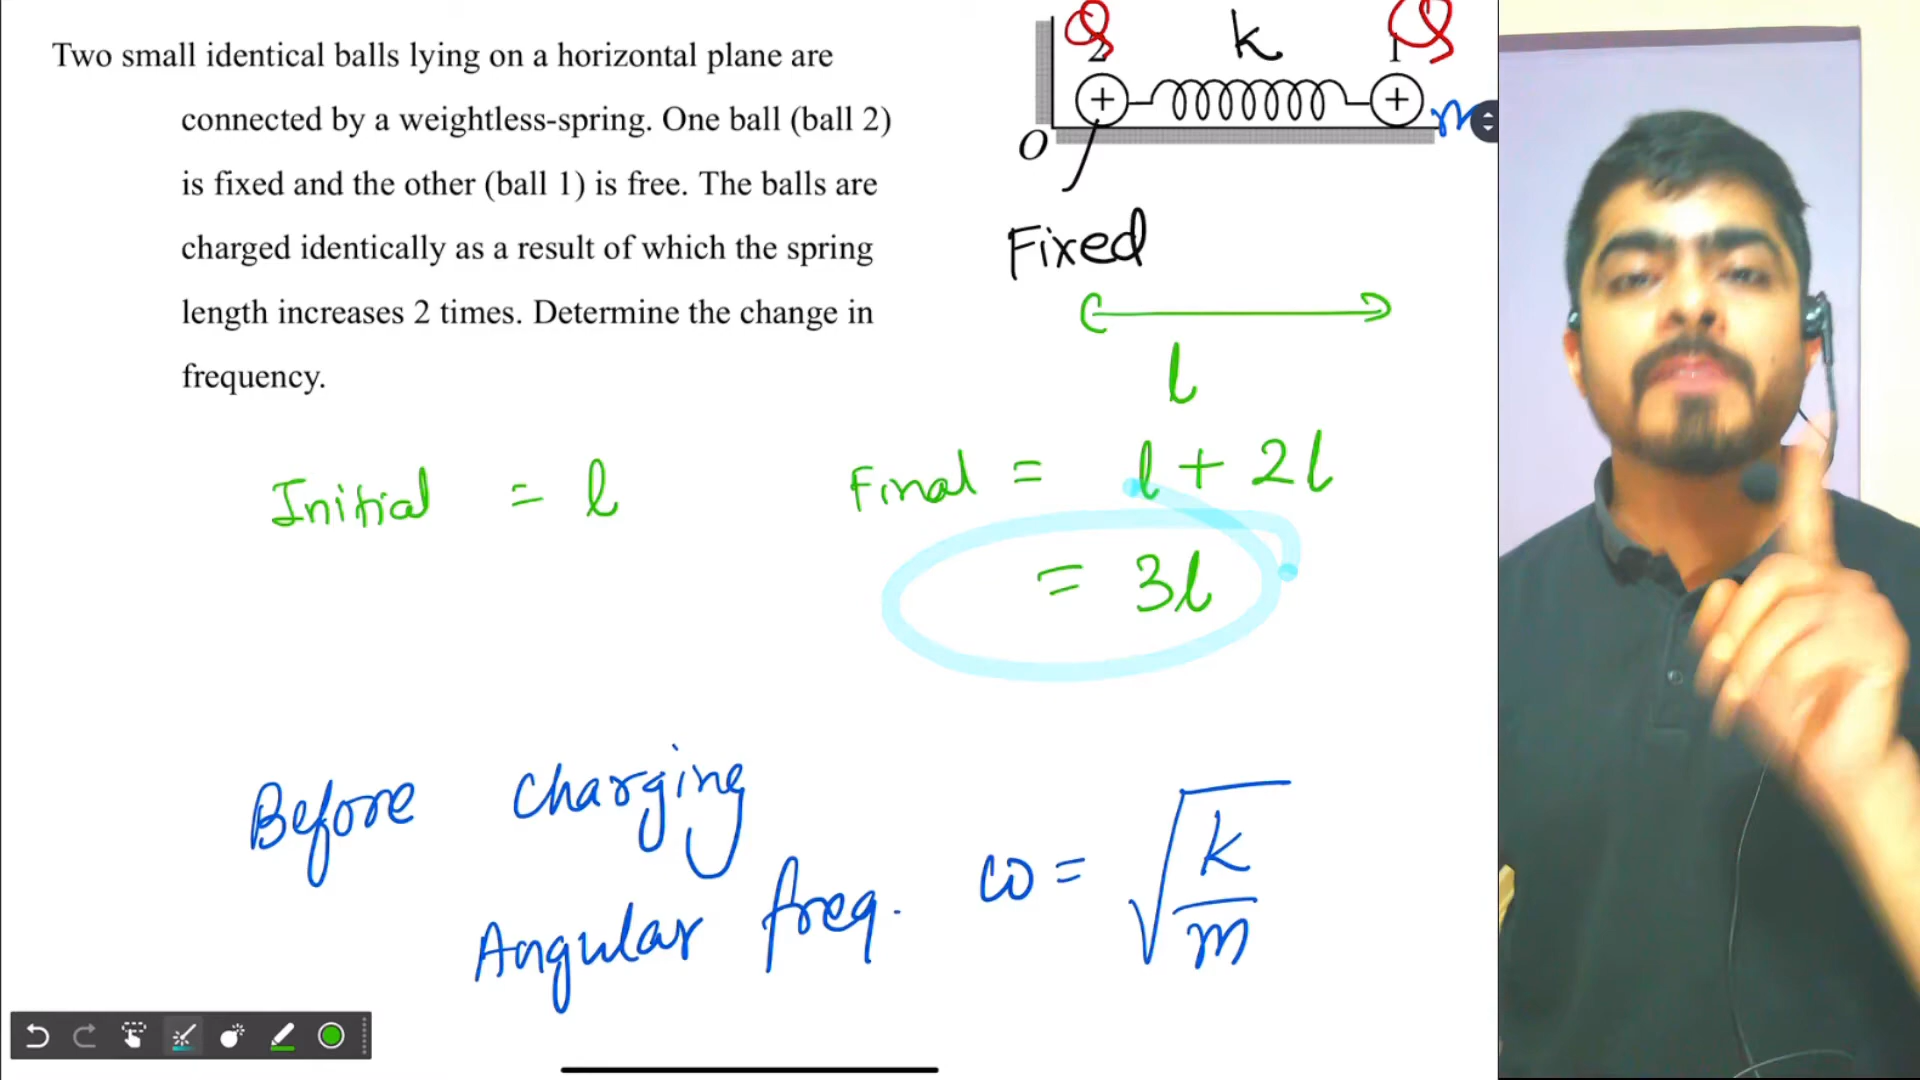 Two small identical balls lying on a horizontal plane are
connected by a weightless-spring. One ball (ball 2)
is fixed and the other (ball 1) is free. The balls are
charged identically as a result of which the spring
length increases 2 times. Determine the change in
frequency.
Q k Q
2 1
+ + m
O
Fixed
l
Initial = l
Final = l + 2l
= 3l
Before charging
Angular freq. ω = √k/m